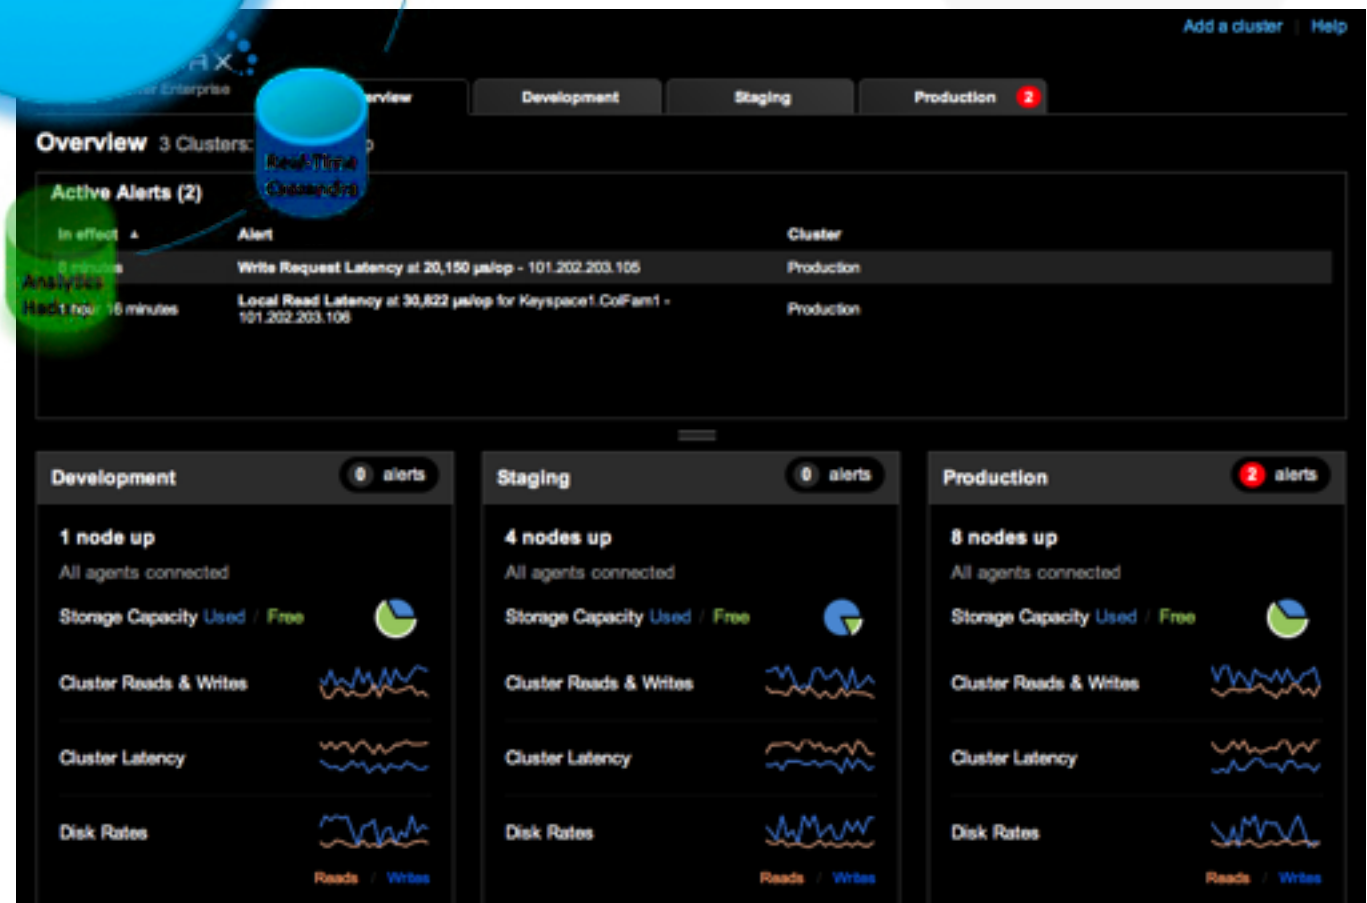 Add a cluster | Help
AX
Enterprise
Development
Staging
Production 2
Overview 3 Clusters:
Real-Time
Cassandra
Active Alerts (2)
In effect ▲ Alert Cluster
minutes Write Request Latency at 20,150 µs/op - 101.202.203.105 Production
Analytics
1 hour 16 minutes Local Read Latency at 30,822 µs/op for Keyspace1.ColFam1 - Production
101.202.203.106
Development 0 alerts
1 node up
All agents connected
Storage Capacity Used / Free
Cluster Reads & Writes
Cluster Latency
Disk Rates
Reads / Writes
Staging 0 alerts
4 nodes up
All agents connected
Storage Capacity Used / Free
Cluster Reads & Writes
Cluster Latency
Disk Rates
Reads / Writes
Production 2 alerts
8 nodes up
All agents connected
Storage Capacity Used / Free
Cluster Reads & Writes
Cluster Latency
Disk Rates
Reads / Writes